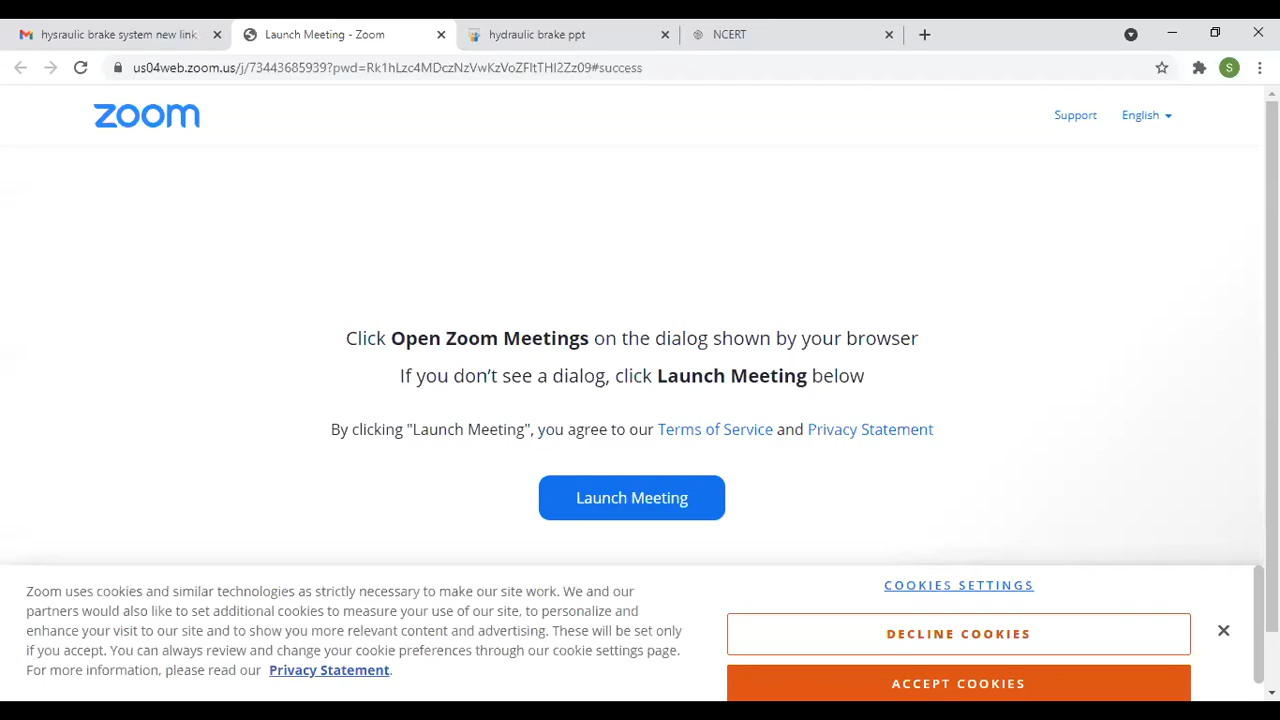 hysraulic brake system new link
Launch Meeting - Zoom
hydraulic brake ppt
NCERT
us04web.zoom.us/j/73443685939?pwd=Rk1hLzc4MDczNzVwKzVoZFltTHl2Zz09#success
S
zoom
Support
English
Click Open Zoom Meetings on the dialog shown by your browser
If you don’t see a dialog, click Launch Meeting below
By clicking "Launch Meeting", you agree to our Terms of Service and Privacy Statement
Launch Meeting
Zoom uses cookies and similar technologies as strictly necessary to make our site work. We and our
partners would also like to set additional cookies to measure your use of our site, to personalize and
enhance your visit to our site and to show you more relevant content and advertising. These will be set only
if you accept. You can always review and change your cookie preferences through our cookie settings page.
For more information, please read our Privacy Statement.
COOKIES SETTINGS
DECLINE COOKIES
ACCEPT COOKIES